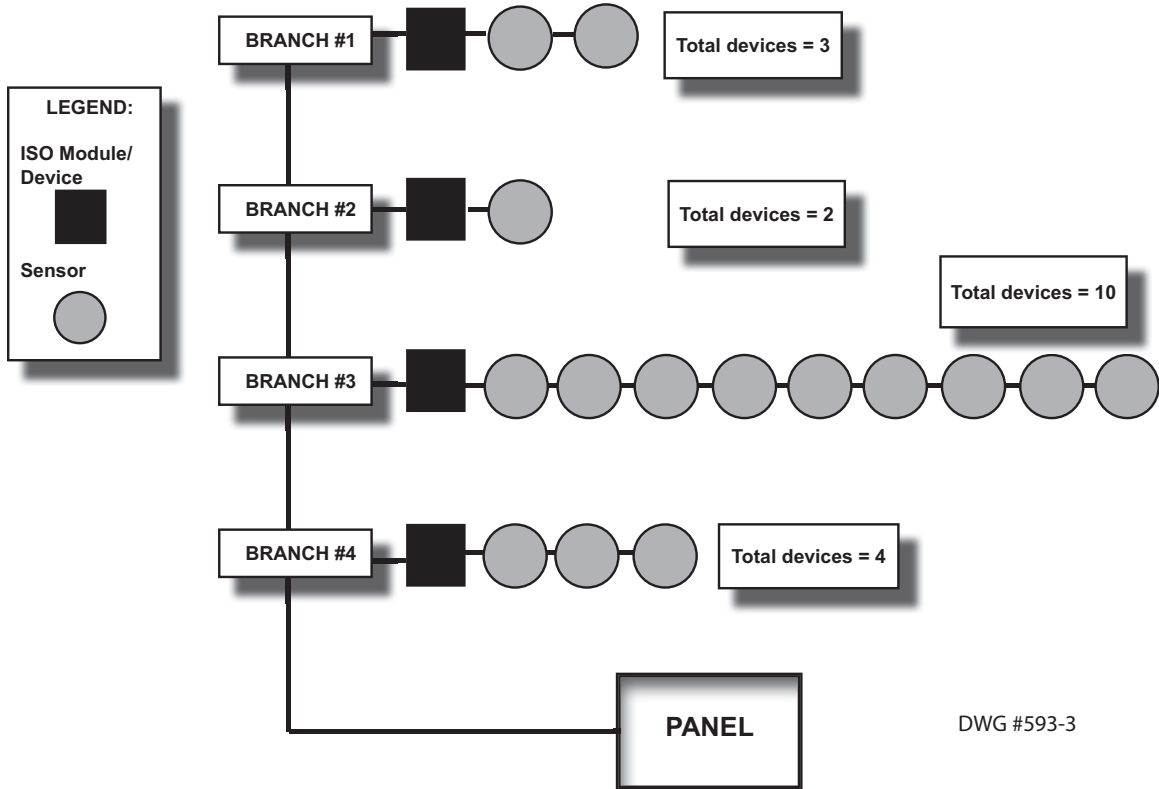 BRANCH #1
Total devices = 3
LEGEND:
ISO Module/
Device
Sensor
BRANCH #2
Total devices = 2
Total devices = 10
BRANCH #3
BRANCH #4
Total devices = 4
PANEL
DWG #593-3